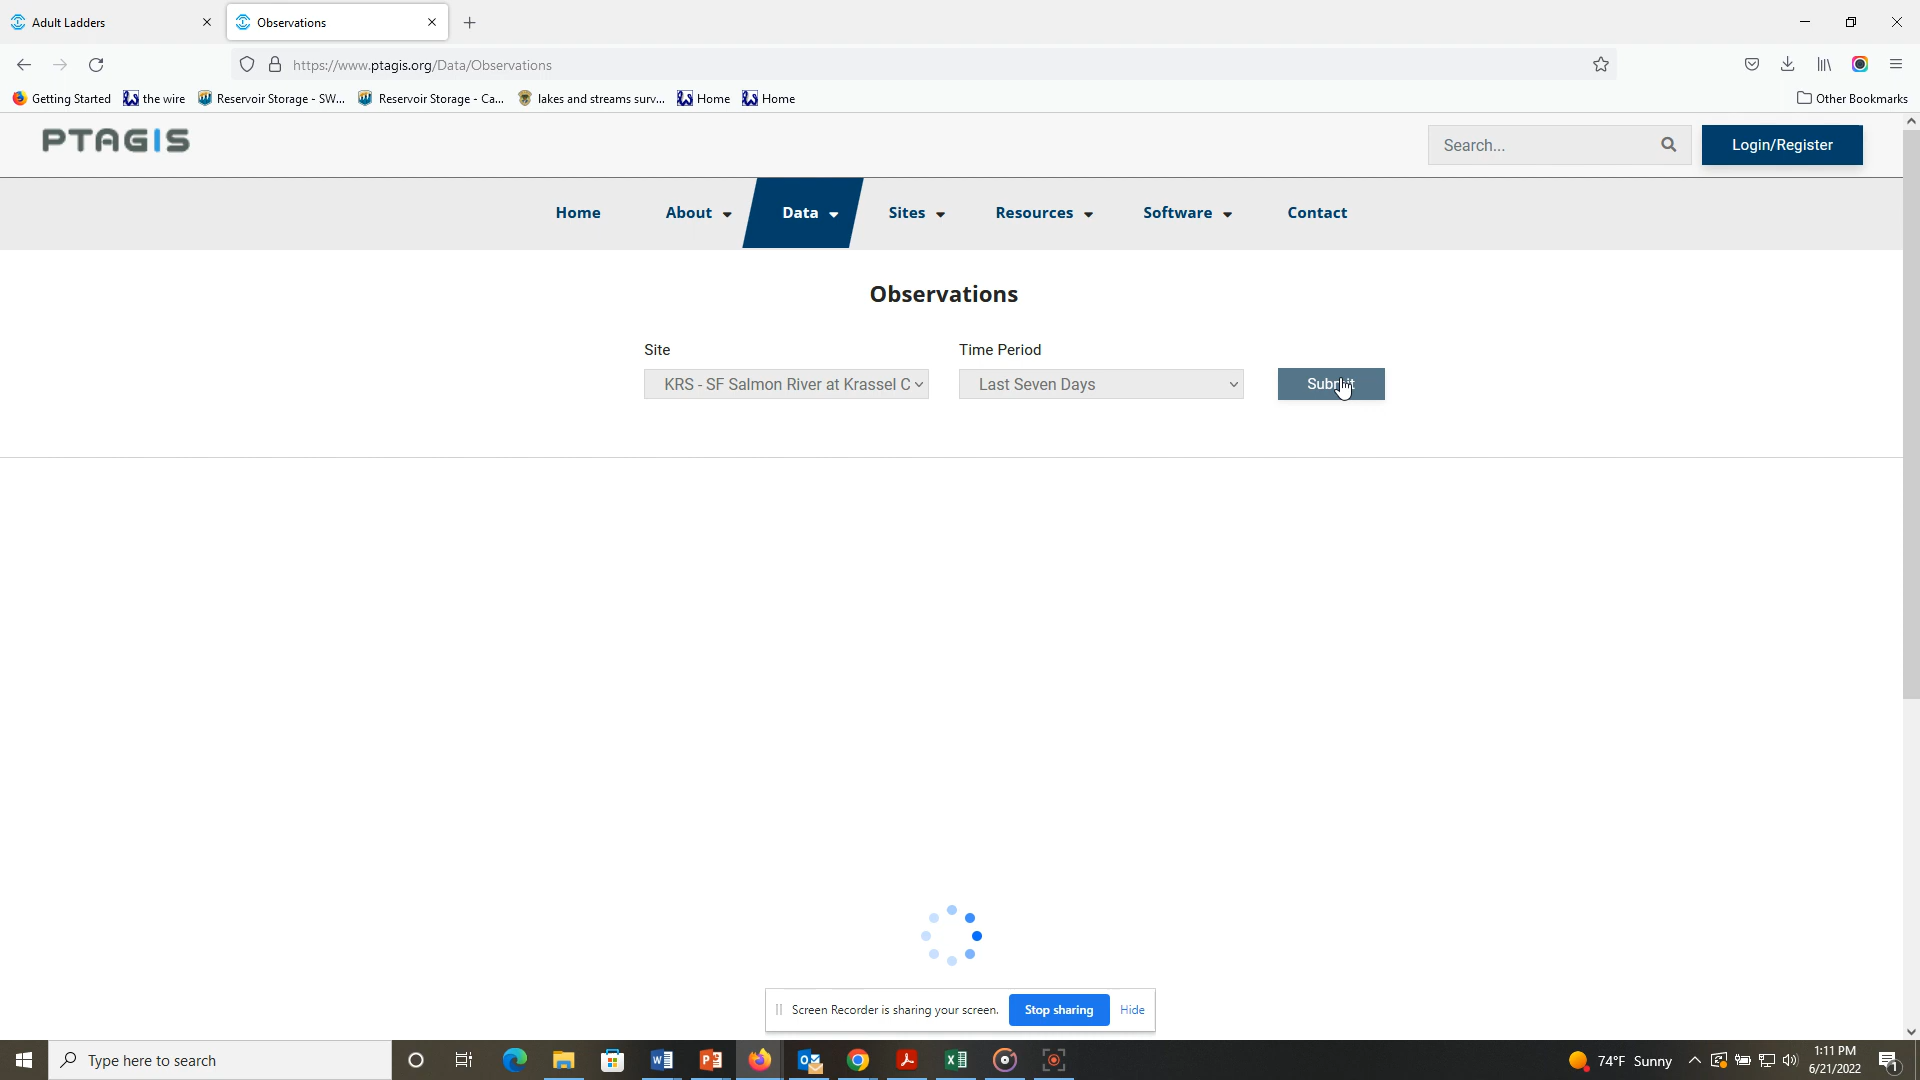 Adult Ladders
Observations
https://www.ptagis.org/Data/Observations
Getting Started the wire Reservoir Storage - SW... Reservoir Storage - Ca... lakes and streams surv... Home Home Other Bookmarks
PTAGIS
Search... Login/Register
Home About Data Sites Resources Software Contact
Observations
Site Time Period
KRS - SF Salmon River at Krassel C Last Seven Days Submit
Screen Recorder is sharing your screen. Stop sharing Hide
Type here to search
74°F Sunny
1:11 PM
6/21/2022
1